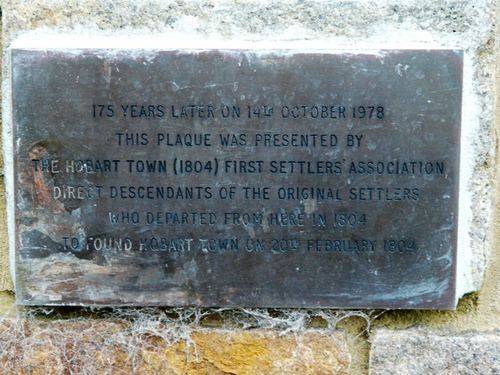 175 YEARS LATER ON 14TH OCTOBER 1978
THIS PLAQUE WAS PRESENTED BY
THE HOBART TOWN (1804) FIRST SETTLERS' ASSOCIATION,
DIRECT DESCENDANTS OF THE ORIGINAL SETTLERS
WHO DEPARTED FROM HERE IN 1804
TO FOUND HOBART TOWN ON 20TH FEBRUARY 1804